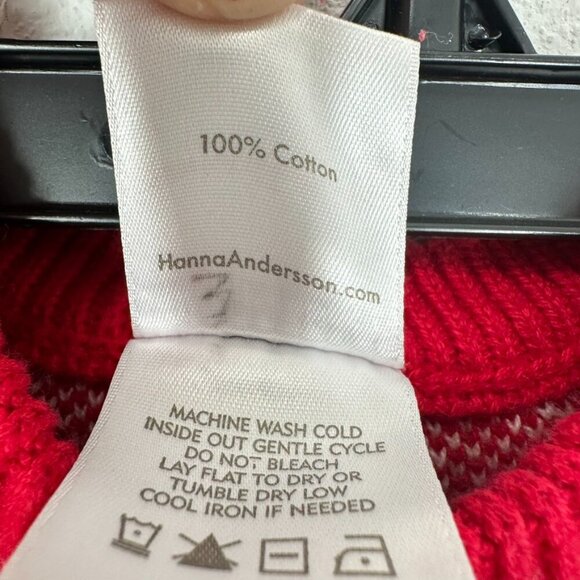 100% Cotton
HannaAndersson.com
3
MACHINE WASH COLD
INSIDE OUT GENTLE CYCLE
DO NOT BLEACH
LAY FLAT TO DRY OR
TUMBLE DRY LOW
COOL IRON IF NEEDED